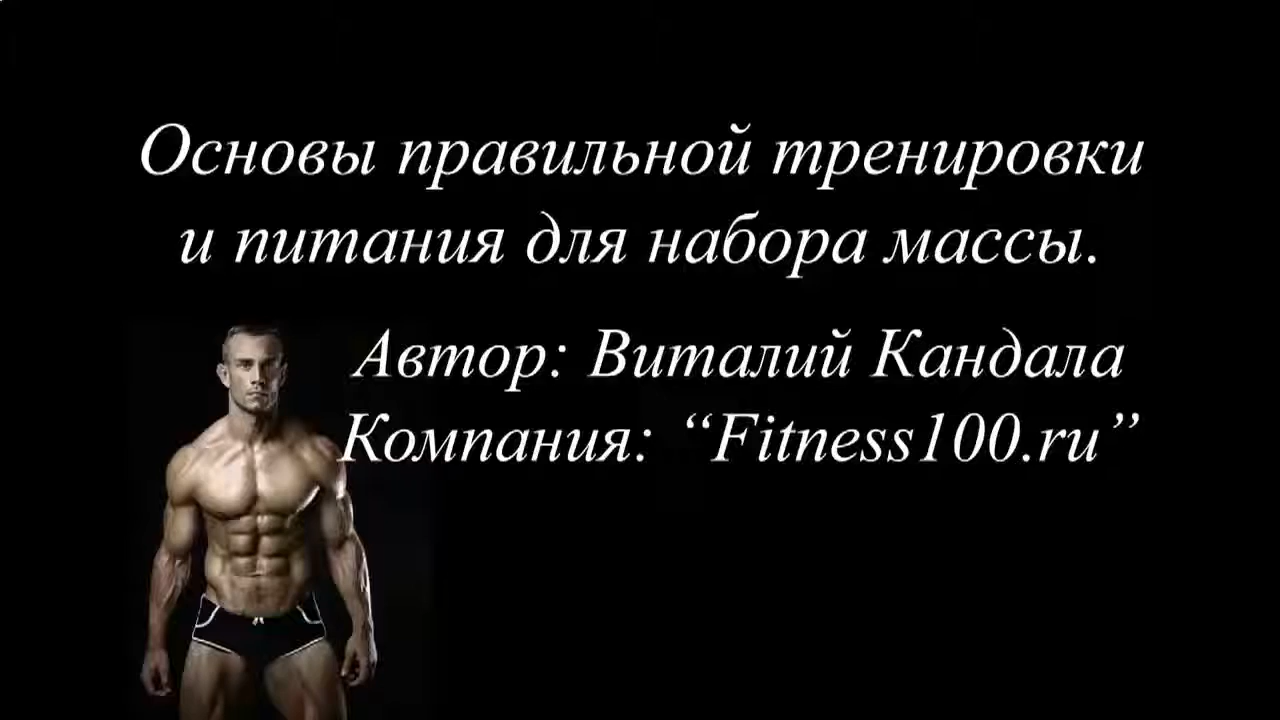 Основы правильной тренировки
и питания для набора массы.
Автор: Виталий Кандала
Компания: “Fitness100.ru”